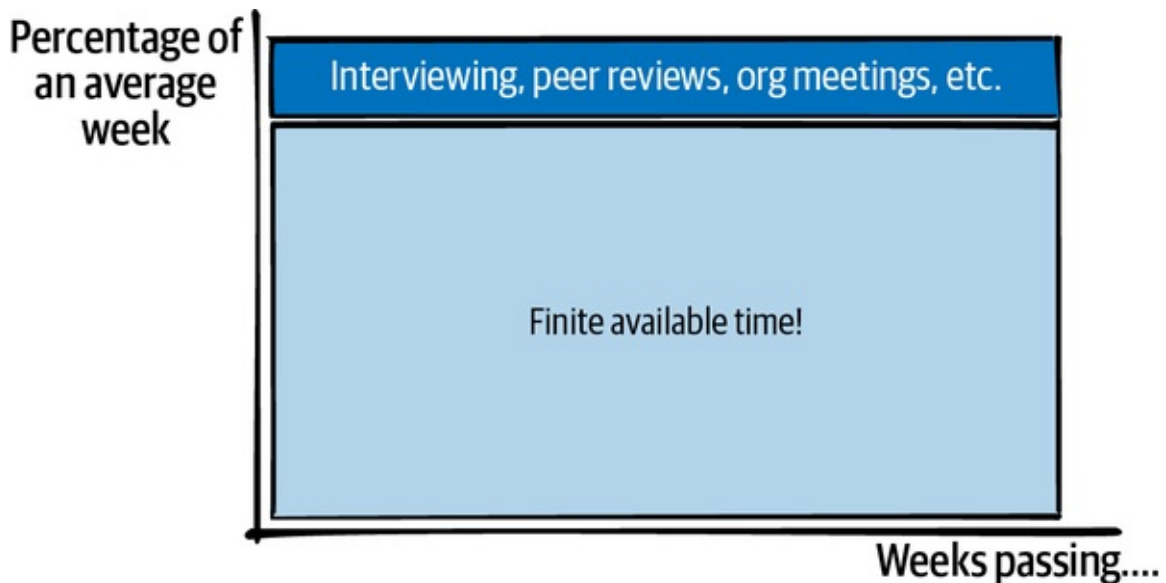 Percentage of
an average
week
Interviewing, peer reviews, org meetings, etc.
Finite available time!
Weeks passing....